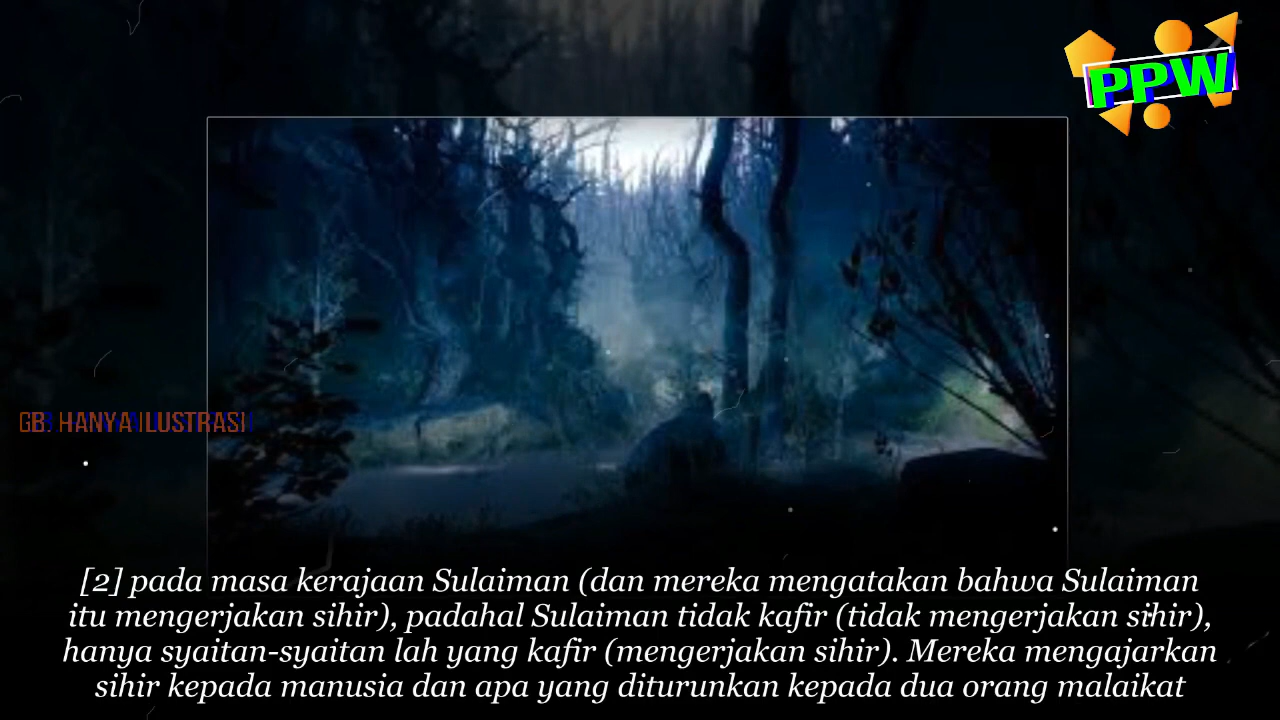 PPW
GB. HANYA ILUSTRASI
[2] pada masa kerajaan Sulaiman (dan mereka mengatakan bahwa Sulaiman
itu mengerjakan sihir), padahal Sulaiman tidak kafir (tidak mengerjakan sihir),
hanya syaitan-syaitan lah yang kafir (mengerjakan sihir). Mereka mengajarkan
sihir kepada manusia dan apa yang diturunkan kepada dua orang malaikat